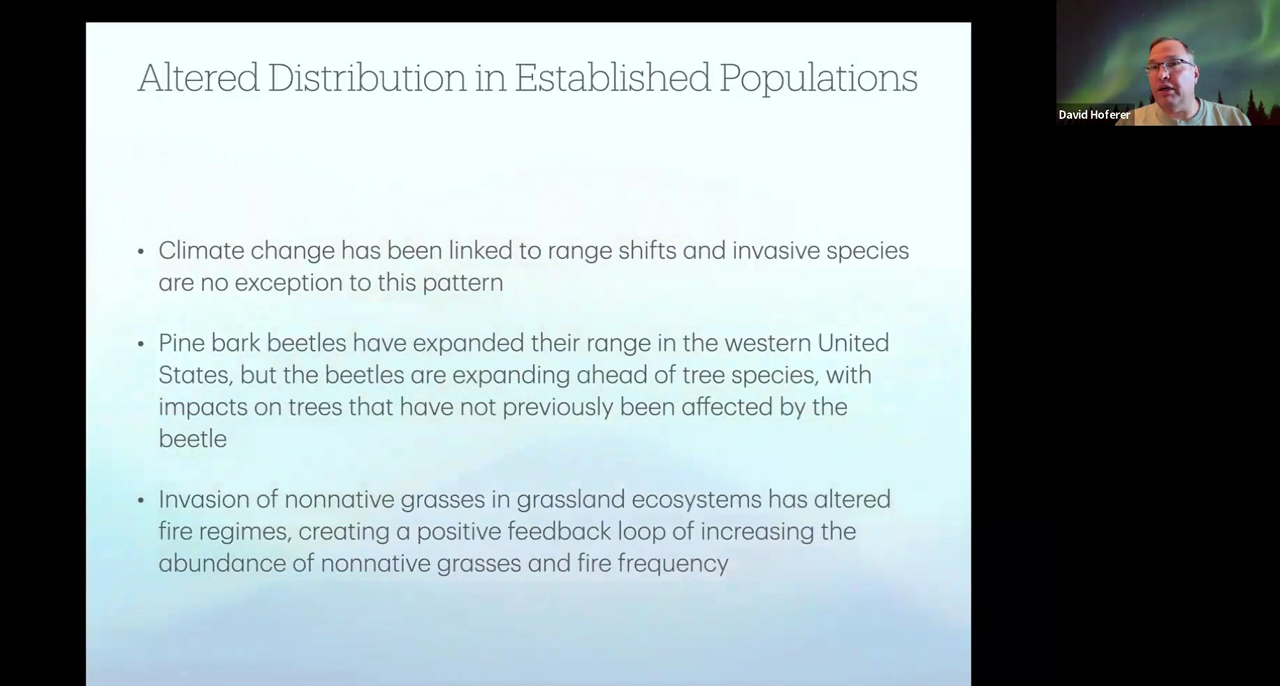 Altered Distribution in Established Populations
David Hoferer
• Climate change has been linked to range shifts and invasive species
are no exception to this pattern
• Pine bark beetles have expanded their range in the western United
States, but the beetles are expanding ahead of tree species, with
impacts on trees that have not previously been affected by the
beetle
• Invasion of nonnative grasses in grassland ecosystems has altered
fire regimes, creating a positive feedback loop of increasing the
abundance of nonnative grasses and fire frequency